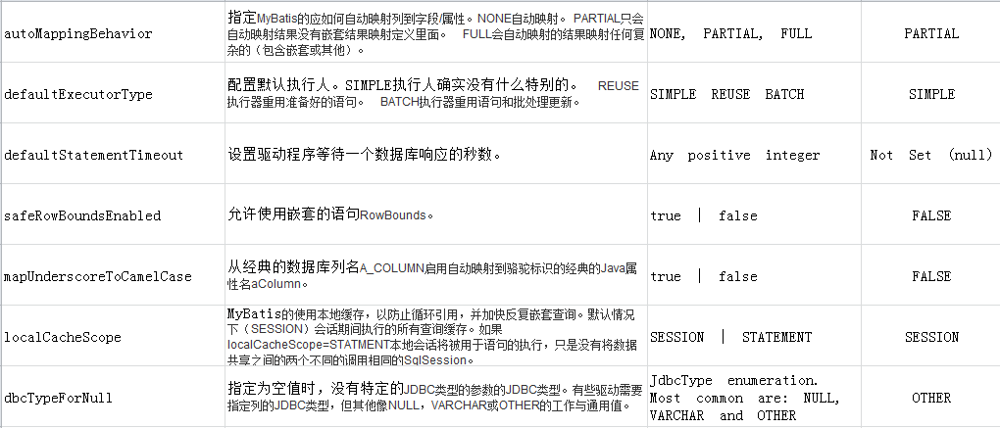 autoMappingBehavior
指定MyBatis的应如何自动映射列到字段/属性。NONE自动映射。 PARTIAL只会
自动映射结果没有嵌套结果映射定义里面。 FULL会自动映射的结果映射任何复
杂的（包含嵌套或其他）。
NONE, PARTIAL, FULL
PARTIAL
defaultExecutorType
配置默认执行人。SIMPLE执行人确实没有什么特别的。 REUSE
执行器重用准备好的语句。 BATCH执行器重用语句和批处理更新。
SIMPLE REUSE BATCH
SIMPLE
defaultStatementTimeout
设置驱动程序等待一个数据库响应的秒数。
Any positive integer
Not Set (null)
safeRowBoundsEnabled
允许使用嵌套的语句RowBounds。
true | false
FALSE
mapUnderscoreToCamelCase
从经典的数据库列名A_COLUMN启用自动映射到骆驼标识的经典的Java属
性名aColumn。
true | false
FALSE
localCacheScope
MyBatis的使用本地缓存，以防止循环引用，并加快反复嵌套查询。默认情况
下（SESSION）会话期间执行的所有查询缓存。如果
localCacheScope=STATMENT本地会话将被用于语句的执行，只是没有将数据
共享之间的两个不同的调用相同的SqlSession。
SESSION | STATEMENT
SESSION
dbcTypeForNull
指定为空值时，没有特定的JDBC类型的参数的JDBC类型。有些驱动需要
指定列的JDBC类型，但其他像NULL，VARCHAR或OTHER的工作与通用值。
JdbcType enumeration.
Most common are: NULL,
VARCHAR and OTHER
OTHER